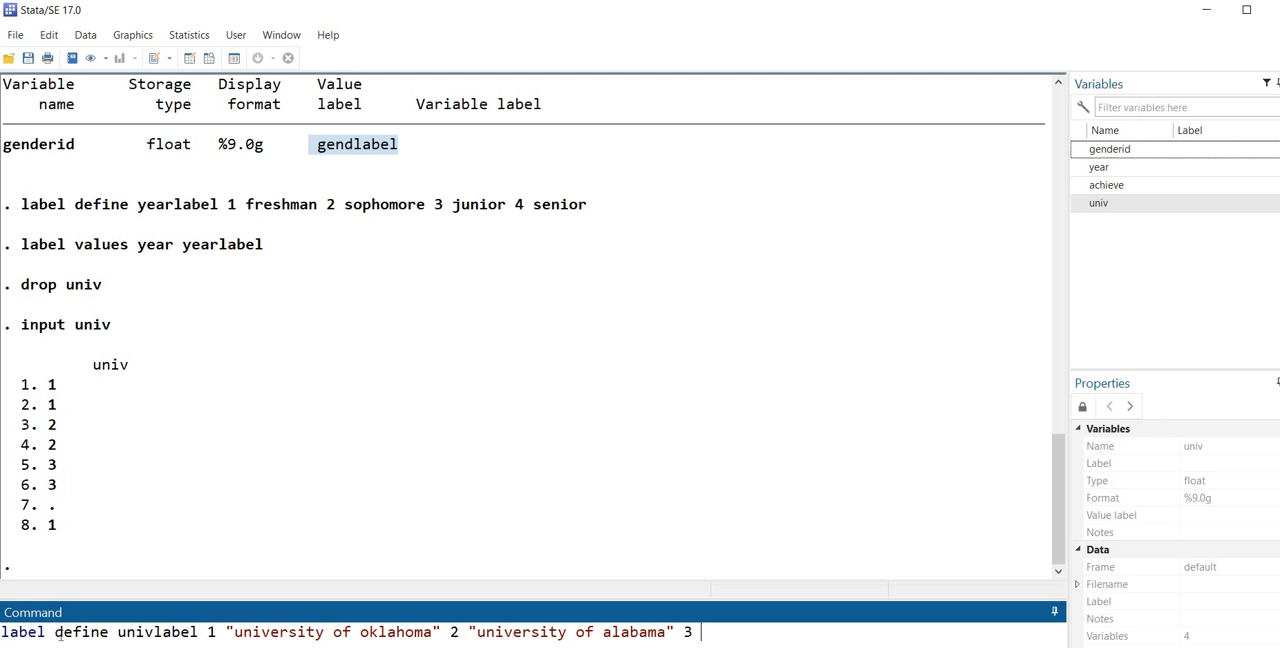 Stata/SE 17.0
File Edit Data Graphics Statistics User Window Help
Variable Storage Display Value
name type format label Variable label
genderid float %9.0g gendlabel
. label define yearlabel 1 freshman 2 sophomore 3 junior 4 senior
. label values year yearlabel
. drop univ
. input univ
univ
1. 1
2. 1
3. 2
4. 2
5. 3
6. 3
7. .
8. 1
.
Command
label define univlabel 1 "university of oklahoma" 2 "university of alabama" 3
Variables
Filter variables here
Name Label
genderid
year
achieve
univ
Properties
Variables
Name univ
Label
Type float
Format %9.0g
Value label
Notes
Data
Frame default
Filename
Label
Notes
Variables 4